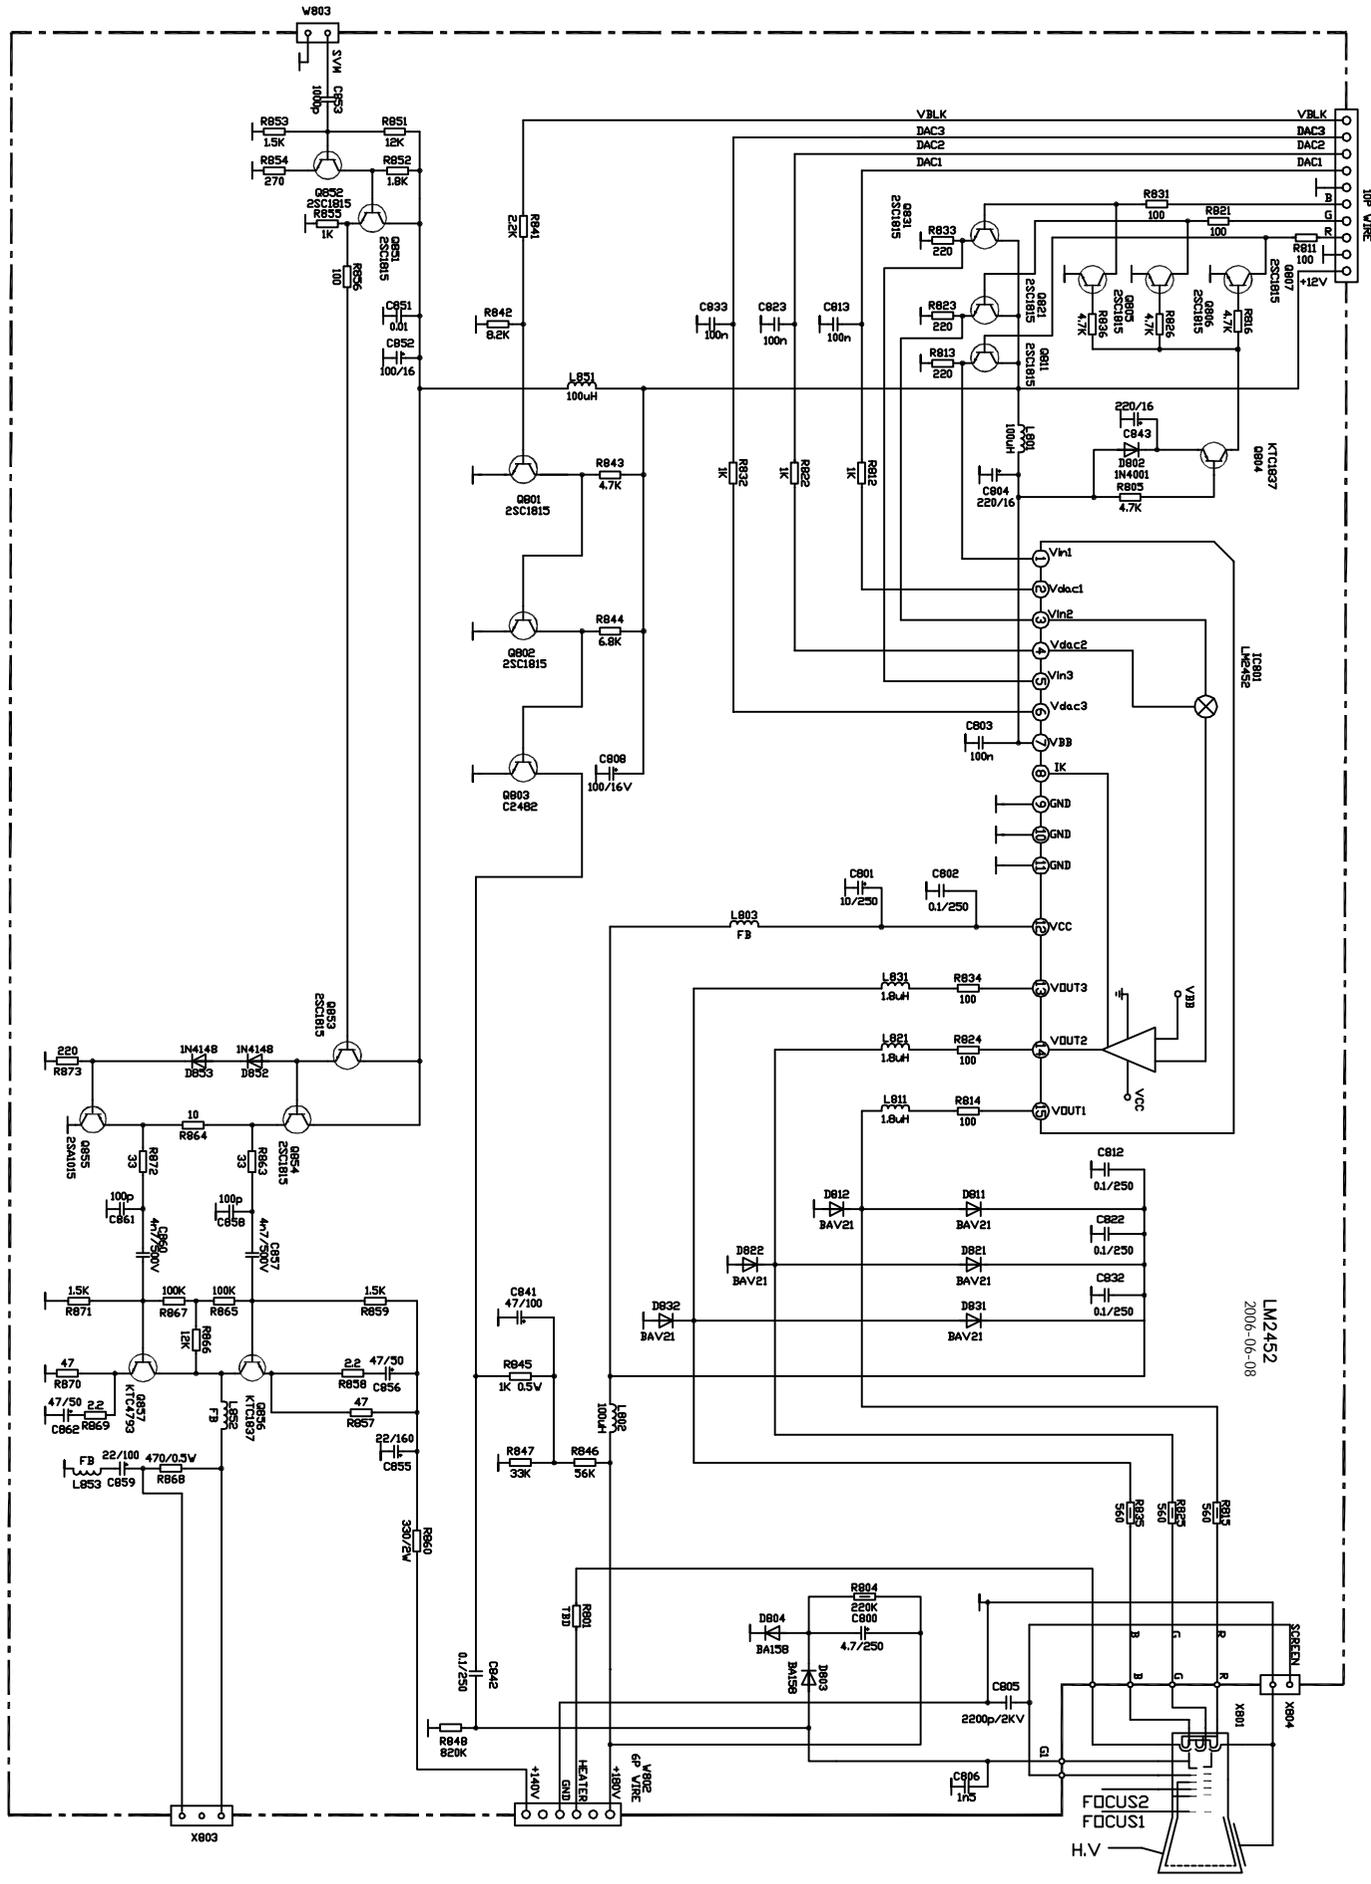 W803
SVM
C853
1000p
R853
1.5K
R851
12K
R854
270
R852
1.8K
Q852
2SC1815
R855
1K
Q851
2SC1815
R856
100
C851
0.01
C852
100/16
VBLK
DAC3
DAC2
DAC1
VBLK
DAC3
DAC2
DAC1
B
G
R
+12V
10P WIRE
R831
100
R821
100
R811
100
R841
2.2K
R842
8.2K
Q831
2SC1815
R833
220
Q821
2SC1815
R823
220
Q811
2SC1815
R813
220
Q807
2SC1815
Q806
2SC1815
Q805
2SC1815
R836
4.7K
R826
4.7K
R816
4.7K
C833
100n
C823
100n
C813
100n
L851
100uH
L801
100uH
220/16
C843
D802
1N4001
R805
4.7K
KTC1837
Q804
C804
220/16
Q801
2SC1815
R843
4.7K
R832
1K
R822
1K
R812
1K
Q802
2SC1815
R844
6.8K
Q803
C2482
C808
100/16V
IC801
LM2452
1 Vin1
2 Vdac1
3 Vin2
4 Vdac2
5 Vin3
6 Vdac3
7 VBB
8 IK
9 GND
10 GND
11 GND
12 VCC
13 VOUT3
14 VOUT2
15 VOUT1
VBB
VCC
C803
100n
C801
10/250
C802
0.1/250
L803
FB
L831
1.8uH
R834
100
L821
1.8uH
R824
100
L811
1.8uH
R814
100
Q853
2SC1815
220
R873
1N4148
D853
1N4148
D852
10
R864
Q855
2SA1015
R872
33
R863
33
Q854
2SC1815
100p
C861
C860
4n7/500V
100p
C858
C857
4n7/500V
1.5K
R871
100K
R867
100K
R865
1.5K
R859
R866
12K
47
R870
47/50
C862
2.2
R869
Q857
KTC4793
L852
FB
Q856
KTC1837
2.2
R858
47/50
C856
47
R857
22/160
C855
FB
L853
22/100
C859
470/0.5W
R868
R860
330/2W
C812
0.1/250
C822
0.1/250
C832
0.1/250
D812
BAV21
D811
BAV21
D822
BAV21
D821
BAV21
D832
BAV21
D831
BAV21
LM2452
2006-06-08
C841
47/100
R845
1K 0.5W
L802
100uH
R847
33K
R846
56K
R835
560
R825
560
R815
560
R801
TBD
R804
220K
C800
4.7/250
D804
BA158
D803
BA158
C842
0.1/250
R848
820K
C805
2200p/2KV
C806
1n5
SCREEN
X804
X801
B
G
R
B
G
R
G1
FOCUS2
FOCUS1
H.V
+140V
GND
HEATER
+180V
W802
6P WIRE
X803